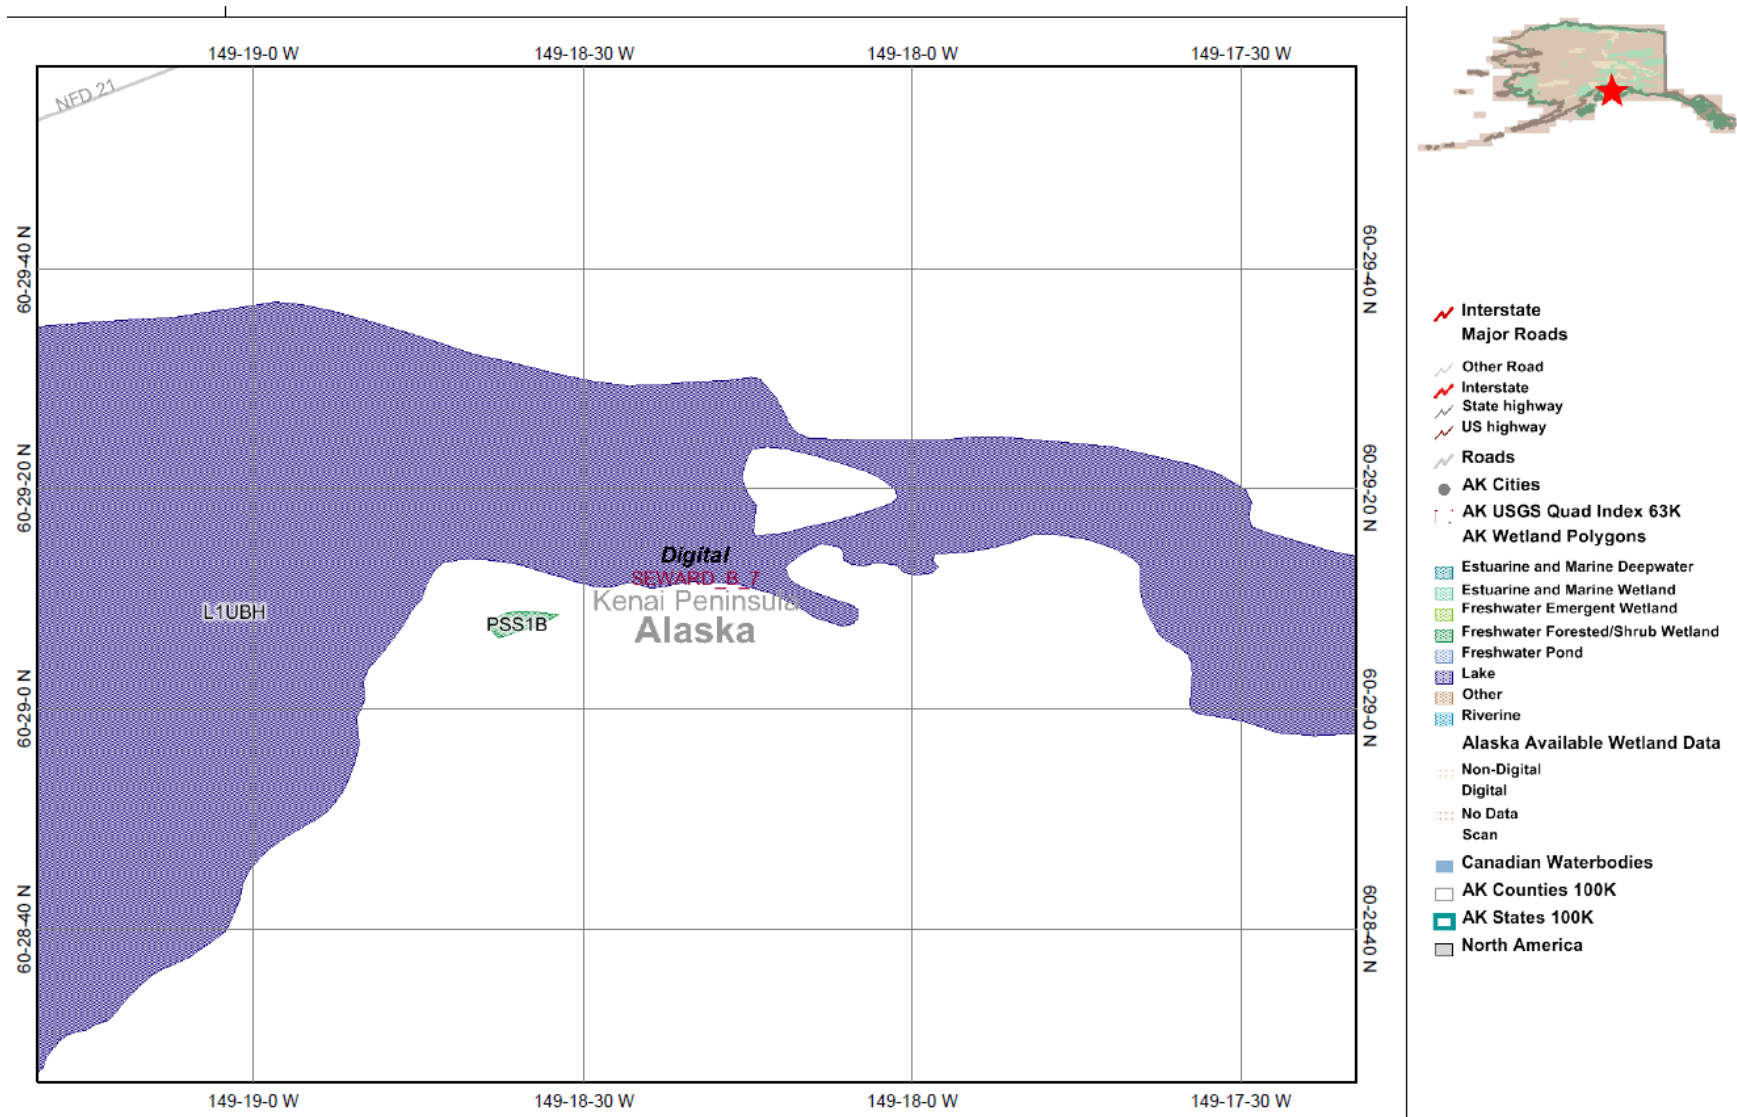 149-19-0 W
149-18-30 W
149-18-0 W
149-17-30 W
NFD 21
60-29-40 N
60-29-40 N
60-29-20 N
60-29-20 N
Digital
SEWARD_B_7
Kenai Peninsula
Alaska
L1UBH
PSS1B
60-29-0 N
60-29-0 N
60-28-40 N
60-28-40 N
149-19-0 W
149-18-30 W
149-18-0 W
149-17-30 W
Interstate
Major Roads
Other Road
Interstate
State highway
US highway
Roads
AK Cities
AK USGS Quad Index 63K
AK Wetland Polygons
Estuarine and Marine Deepwater
Estuarine and Marine Wetland
Freshwater Emergent Wetland
Freshwater Forested/Shrub Wetland
Freshwater Pond
Lake
Other
Riverine
Alaska Available Wetland Data
Non-Digital
Digital
No Data
Scan
Canadian Waterbodies
AK Counties 100K
AK States 100K
North America